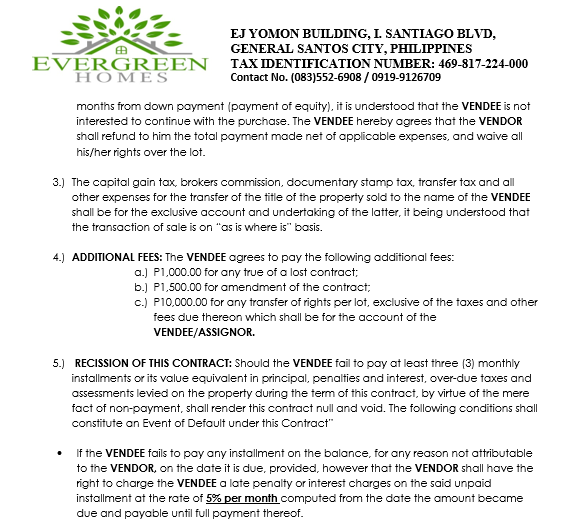 EVERGREEN
HOMES
EJ YOMON BUILDING, I. SANTIAGO BLVD,
GENERAL SANTOS CITY, PHILIPPINES
TAX IDENTIFICATION NUMBER: 469-817-224-000
Contact No. (083)552-6908 / 0919-9126709
months from down payment (payment of equity), it is understood that the VENDEE is not
interested to continue with the purchase. The VENDEE hereby agrees that the VENDOR
shall refund to him the total payment made net of applicable expenses, and waive all
his/her rights over the lot.
3.) The capital gain tax, brokers commission, documentary stamp tax, transfer tax and all
other expenses for the transfer of the title of the property sold to the name of the VENDEE
shall be for the exclusive account and undertaking of the latter, it being understood that
the transaction of sale is on “as is where is” basis.
4.) ADDITIONAL FEES: The VENDEE agrees to pay the following additional fees:
a.) P1,000.00 for any true of a lost contract;
b.) P1,500.00 for amendment of the contract;
c.) P10,000.00 for any transfer of rights per lot, exclusive of the taxes and other
fees due thereon which shall be for the account of the
VENDEE/ASSIGNOR.
5.) RECISSION OF THIS CONTRACT: Should the VENDEE fail to pay at least three (3) monthly
installments or its value equivalent in principal, penalties and interest, over-due taxes and
assessments levied on the property during the term of this contract, by virtue of the mere
fact of non-payment, shall render this contract null and void. The following conditions shall
constitute an Event of Default under this Contract”
• If the VENDEE fails to pay any installment on the balance, for any reason not attributable
to the VENDOR, on the date it is due, provided, however that the VENDOR shall have the
right to charge the VENDEE a late penalty or interest charges on the said unpaid
installment at the rate of 5% per month computed from the date the amount became
due and payable until full payment thereof.